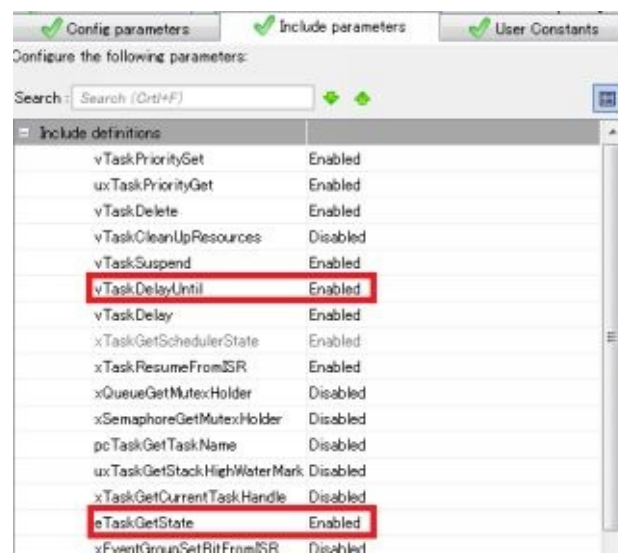 Config parameters Include parameters User Constants
Configure the following parameters:
Search : Search (Crtl+F)
Include definitions
vTaskPrioritySet Enabled
uxTaskPriorityGet Enabled
vTaskDelete Enabled
vTaskCleanUpResources Disabled
vTaskSuspend Enabled
vTaskDelayUntil Enabled
vTaskDelay Enabled
xTaskGetSchedulerState Enabled
xTaskResumeFromISR Enabled
xQueueGetMutexHolder Disabled
xSemaphoreGetMutexHolder Disabled
pcTaskGetTaskName Disabled
uxTaskGetStackHighWaterMark Disabled
xTaskGetCurrentTaskHandle Disabled
eTaskGetState Enabled
xEventGroupSetBitFromISR Disabled